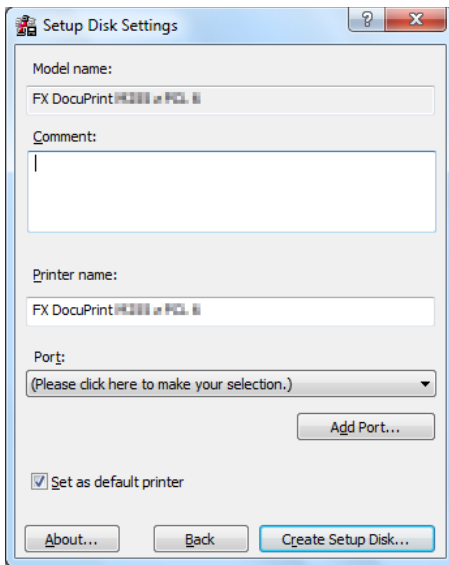 Setup Disk Settings
Model name:
FX DocuPrint
Comment:
Printer name:
FX DocuPrint
Port:
(Please click here to make your selection.)
Add Port...
Set as default printer
About...
Back
Create Setup Disk...